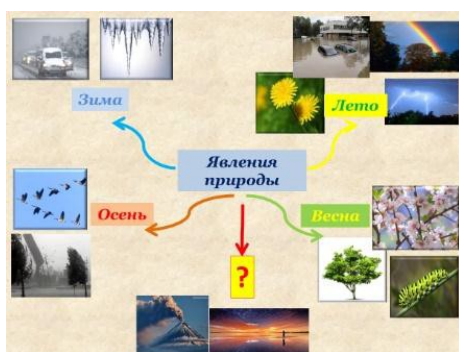 Зима
Лето
Явления
природы
Осень
Весна
?